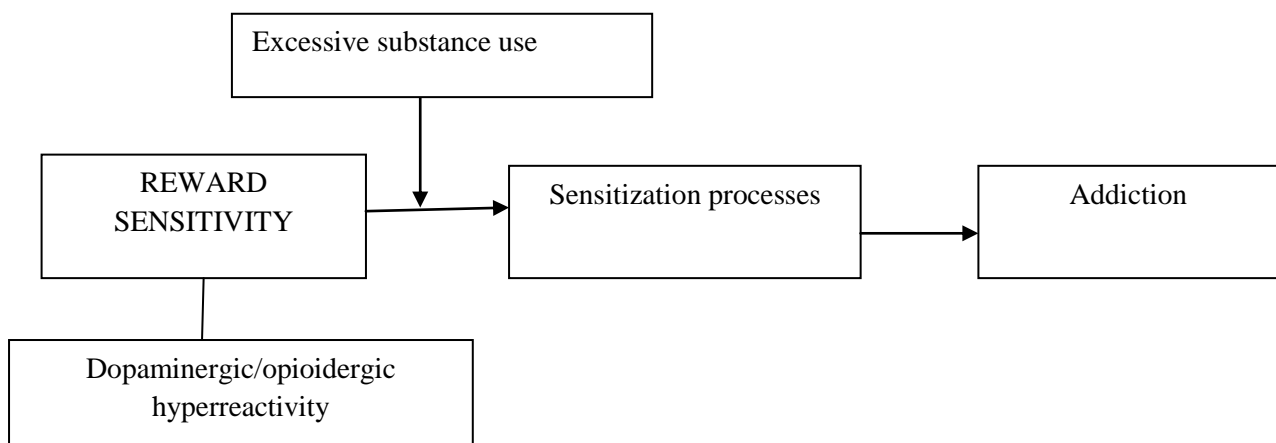 Excessive substance use
REWARD
SENSITIVITY
Sensitization processes
Addiction
Dopaminergic/opioidergic
hyperreactivity